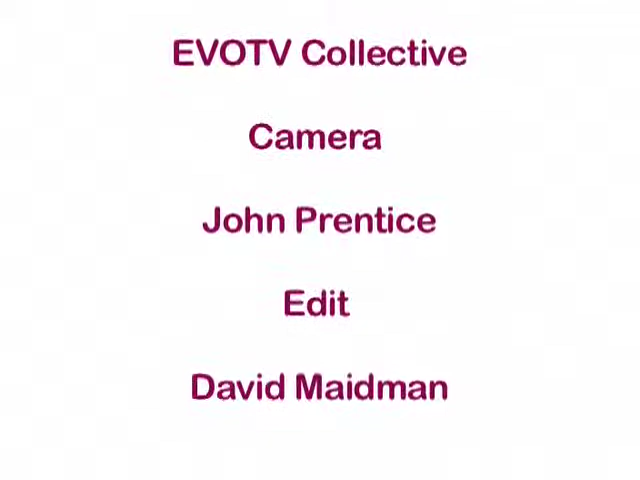 EVOTV Collective
Camera
John Prentice
Edit
David Maidman